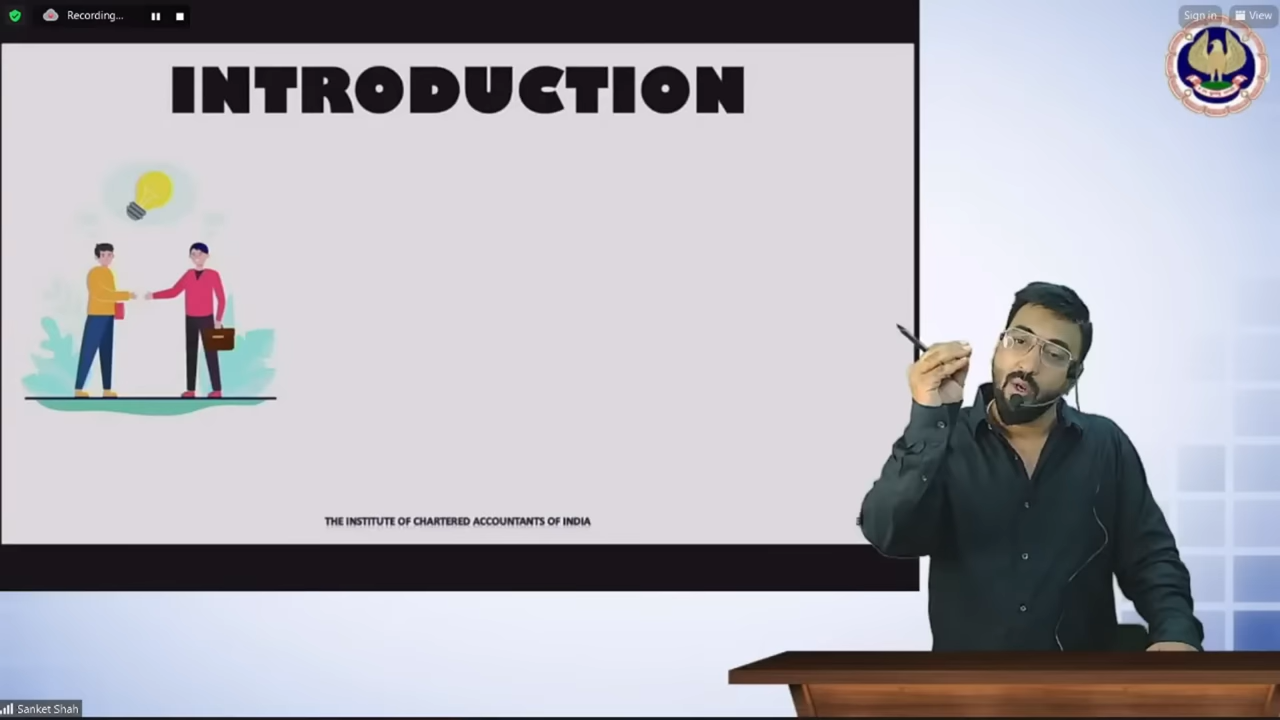 Recording...
Sign in
View
INTRODUCTION
THE INSTITUTE OF CHARTERED ACCOUNTANTS OF INDIA
Sanket Shah